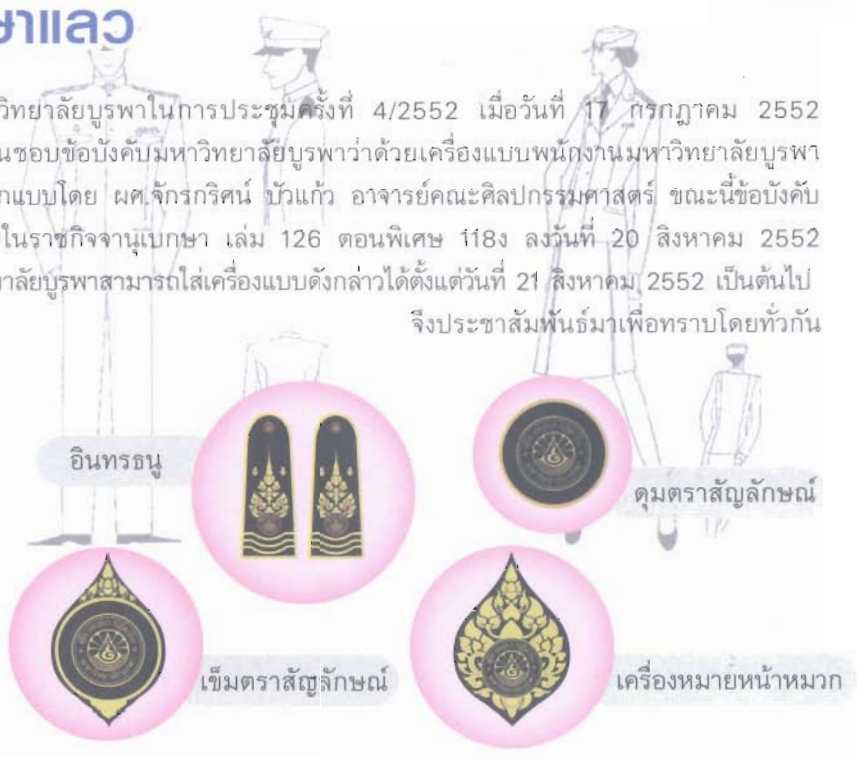 ษาแลว
วิทยาลัยบูรพาในการประชุมครั้งที่ 4/2552 เมื่อวันที่ 17 กรกฎาคม 2552
นชอบข้อบังคับมหาวิทยาลัยบูรพาว่าด้วยเครื่องแบบพนักงานมหาวิทยาลัยบูรพา
กแบบโดย ผศ.จักรกริศน์ บัวแก้ว อาจารย์คณะศิลปกรรมศาสตร์ ขณะนี้ข้อบังคับ
ในราชกิจจานุเบกษา เล่ม 126 ตอนพิเศษ 118ง ลงวันที่ 20 สิงหาคม 2552
าลัยบูรพาสามารถใส่เครื่องแบบดังกล่าวได้ตั้งแต่วันที่ 21 สิงหาคม 2552 เป็นต้นไป
จึงประชาสัมพันธ์มาเพื่อทราบโดยทั่วกัน
อินทรธนู
ดุมตราสัญลักษณ์
เข็มตราสัญลักษณ์
เครื่องหมายหน้าหมวก